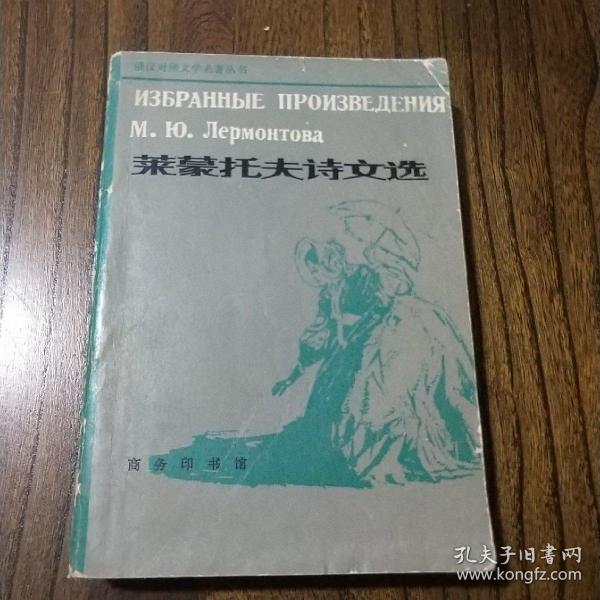 俄汉对照文学名著丛书
ИЗБРАННЫЕ ПРОИЗВЕДЕНИЯ
М. Ю. Лермонтова
莱蒙托夫诗文选
商务印书馆
孔夫子旧书网
www.kongfz.com